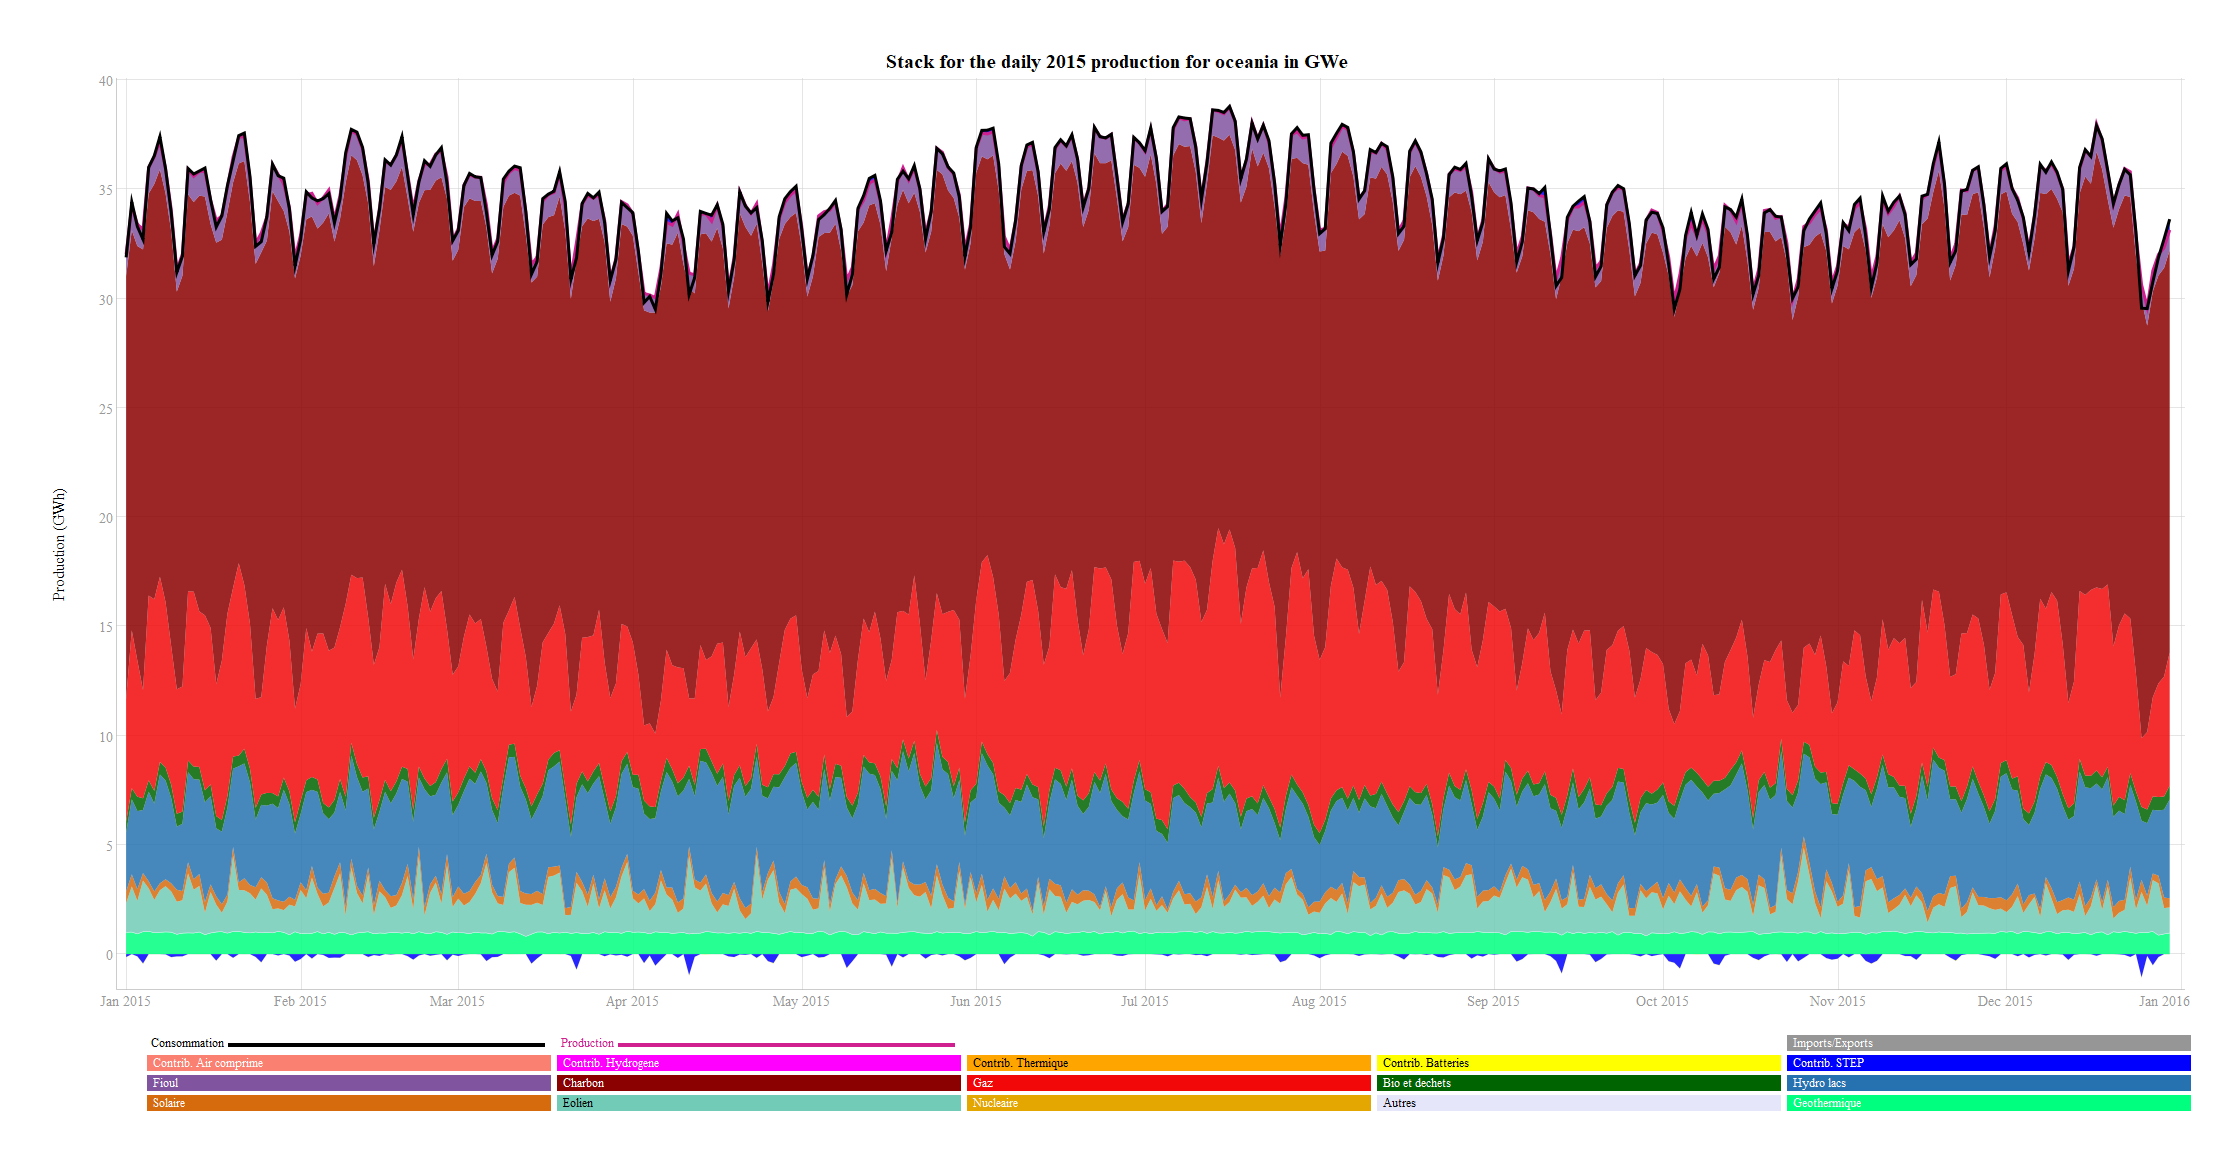 Stack for the daily 2015 production for oceania in GWe
Production (GWh)
40
35
30
25
20
15
10
5
0
Jan 2015 Feb 2015 Mar 2015 Apr 2015 May 2015 Jun 2015 Jul 2015 Aug 2015 Sep 2015 Oct 2015 Nov 2015 Dec 2015 Jan 2016
Consommation Production Imports/Exports
Contrib. Air comprime Contrib. Hydrogene Contrib. Thermique Contrib. Batteries Contrib. STEP
Fioul Charbon Gaz Bio et dechets Hydro lacs
Solaire Eolien Nucleaire Autres Geothermique